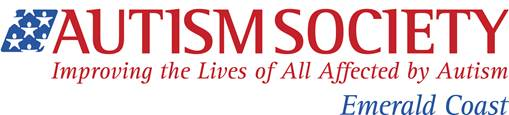 AUTISM SOCIETY
Improving the Lives of All Affected by Autism
Emerald Coast